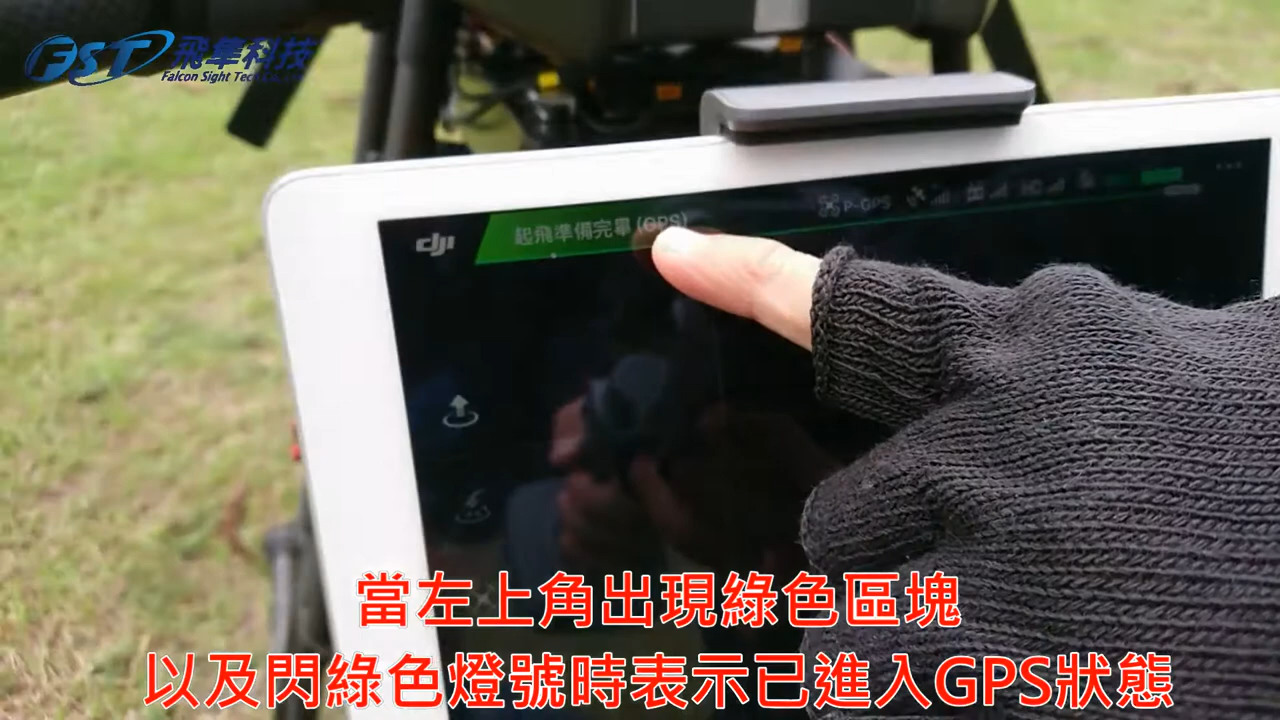 FST 飛隼科技
Falcon Sight Tech Co., Ltd
dji
起飛準備完畢 (GPS)
P-GPS
當左上角出現綠色區塊
以及閃綠色燈號時表示已進入GPS狀態